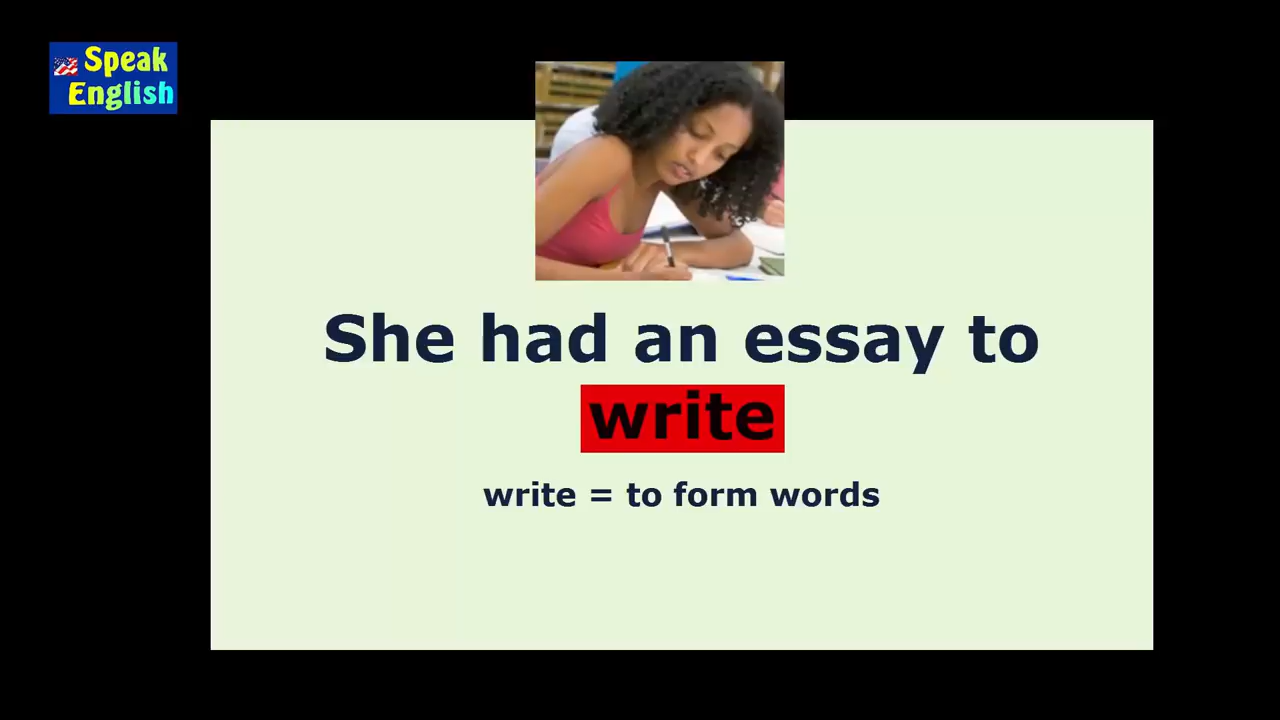 Speak
English
She had an essay to
write
write = to form words